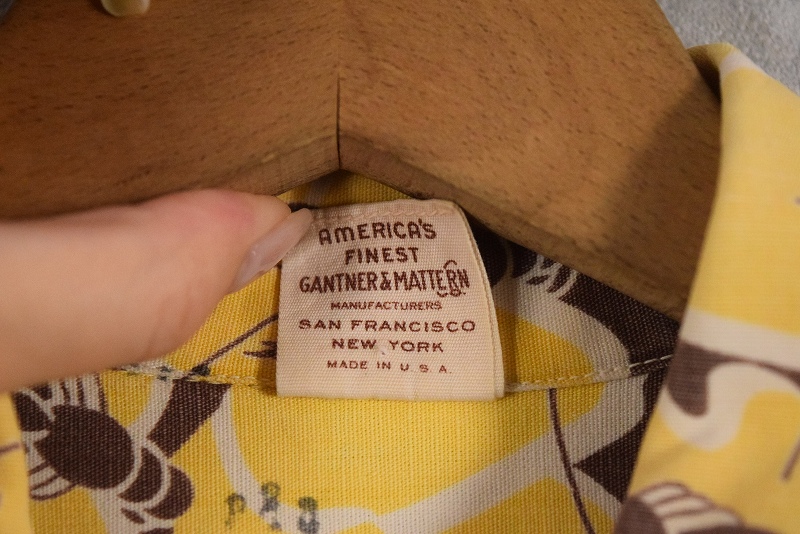 AMERICA'S
FINEST
GANTNER & MATTERN
MANUFACTURERS
SAN FRANCISCO
NEW YORK
MADE IN U.S.A.